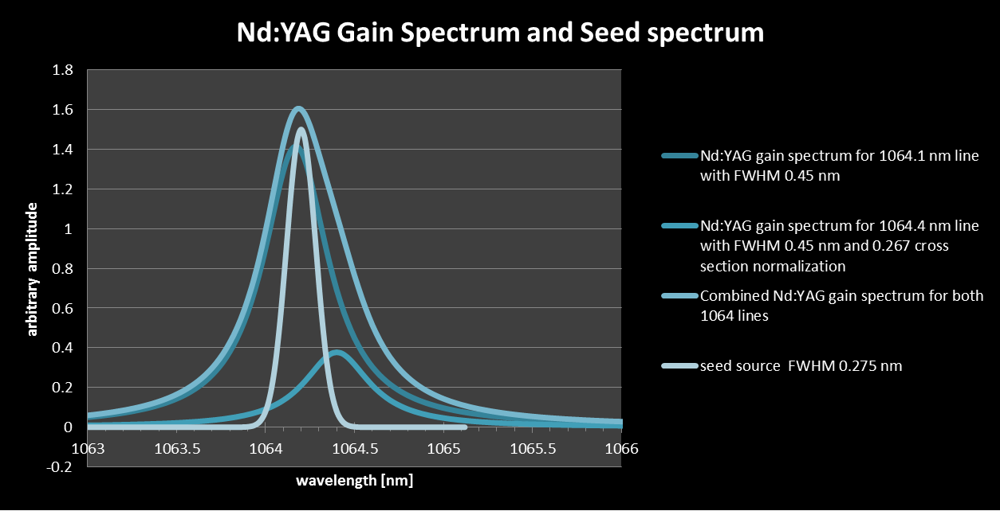 Nd:YAG Gain Spectrum and Seed spectrum
1.8
1.6
1.4
1.2
1
0.8
0.6
0.4
0.2
0
-0.2
arbitrary amplitude
1063
1063.5
1064
1064.5
1065
1065.5
1066
wavelength [nm]
Nd:YAG gain spectrum for 1064.1 nm line
with FWHM 0.45 nm
Nd:YAG gain spectrum for 1064.4 nm line
with FWHM 0.45 nm and 0.267 cross
section normalization
Combined Nd:YAG gain spectrum for both
1064 lines
seed source FWHM 0.275 nm